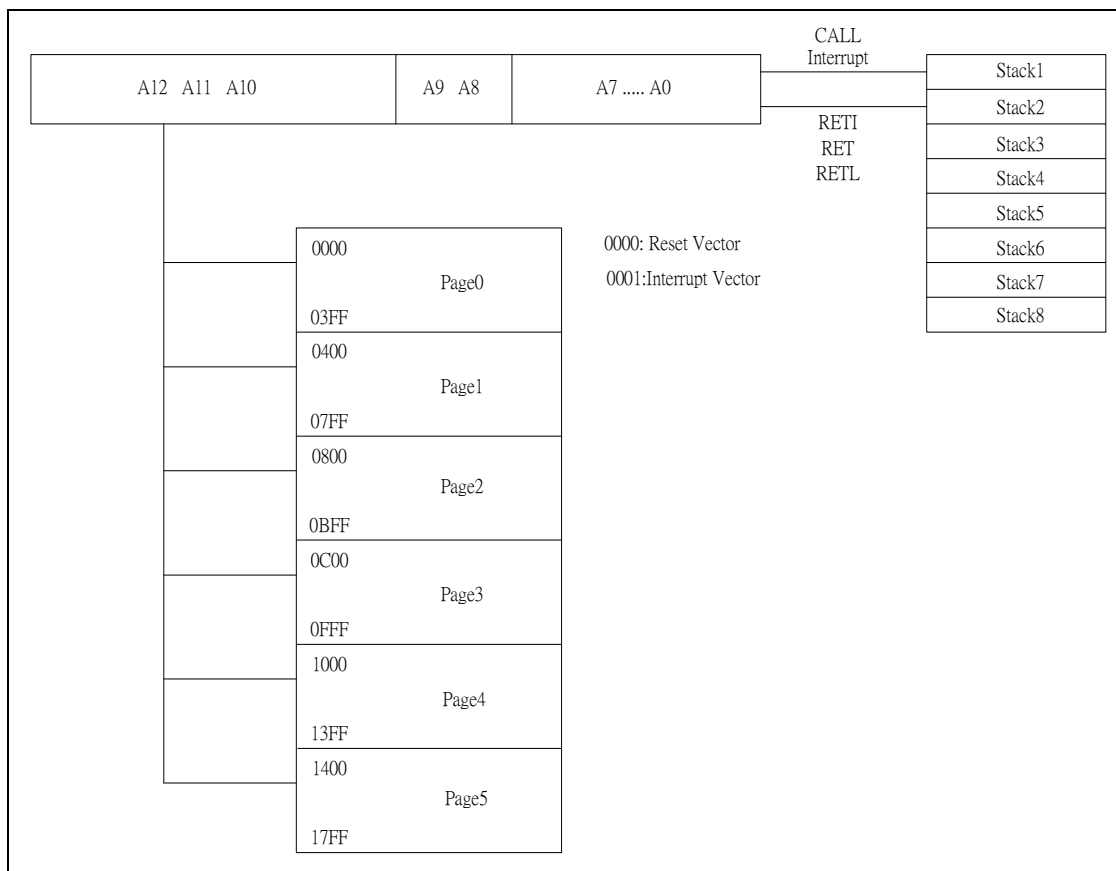 A12 A11 A10
A9 A8
A7 ..... A0
CALL
Interrupt
RETI
RET
RETL
Stack1
Stack2
Stack3
Stack4
Stack5
Stack6
Stack7
Stack8
0000
Page0
03FF
0400
Page1
07FF
0800
Page2
0BFF
0C00
Page3
0FFF
1000
Page4
13FF
1400
Page5
17FF
0000: Reset Vector
0001:Interrupt Vector